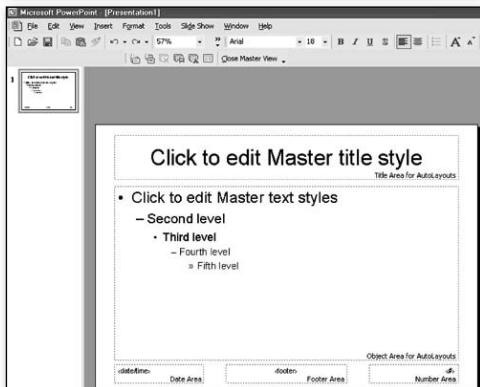 Microsoft PowerPoint - [Presentation1]
File Edit View Insert Format Tools Slide Show Window Help
57% Arial 18 B I U S A A
Close Master View
1
Click to edit Master title style
Title Area for AutoLayouts
• Click to edit Master text styles
– Second level
• Third level
– Fourth level
» Fifth level
Object Area for AutoLayouts
<date/time> <footer> <#>
Date Area Footer Area Number Area